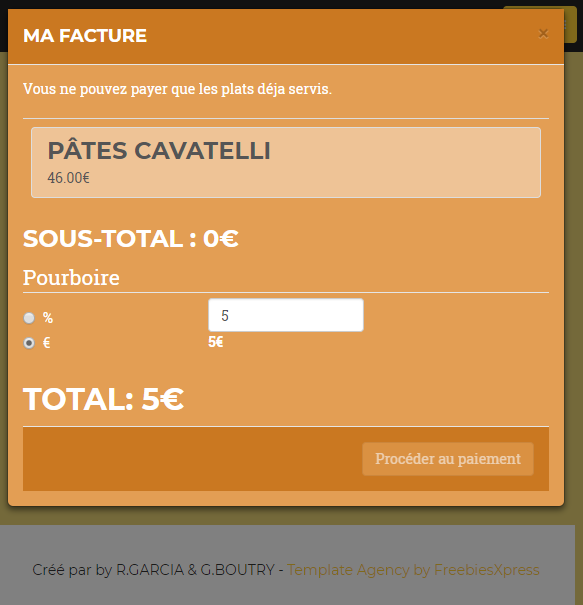 MA FACTURE
×
Vous ne pouvez payer que les plats déja servis.
PÂTES CAVATELLI
46.00€
SOUS-TOTAL : 0€
Pourboire
%
5
€
5€
TOTAL: 5€
Procéder au paiement
Créé par by R.GARCIA & G.BOUTRY - Template Agency by FreebiesXpress